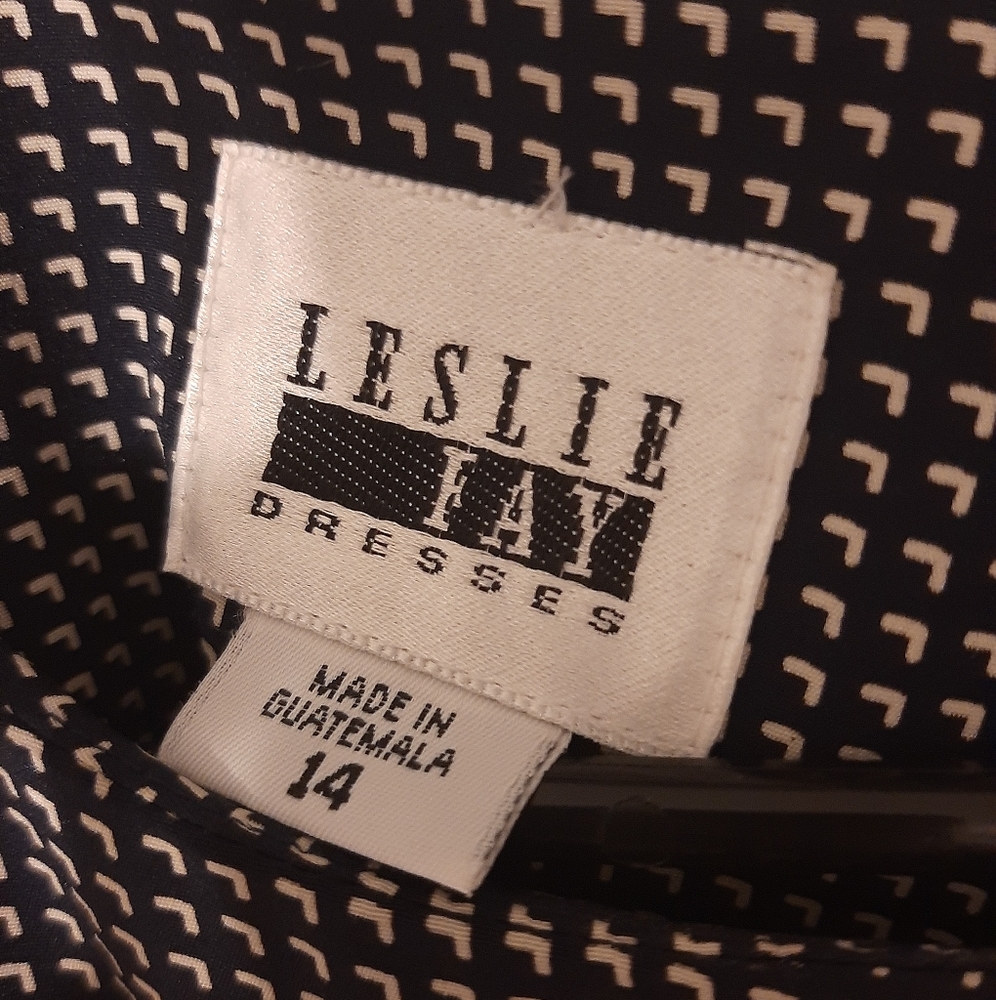 LESLIE
FAY
DRESSES
MADE IN
GUATEMALA
14